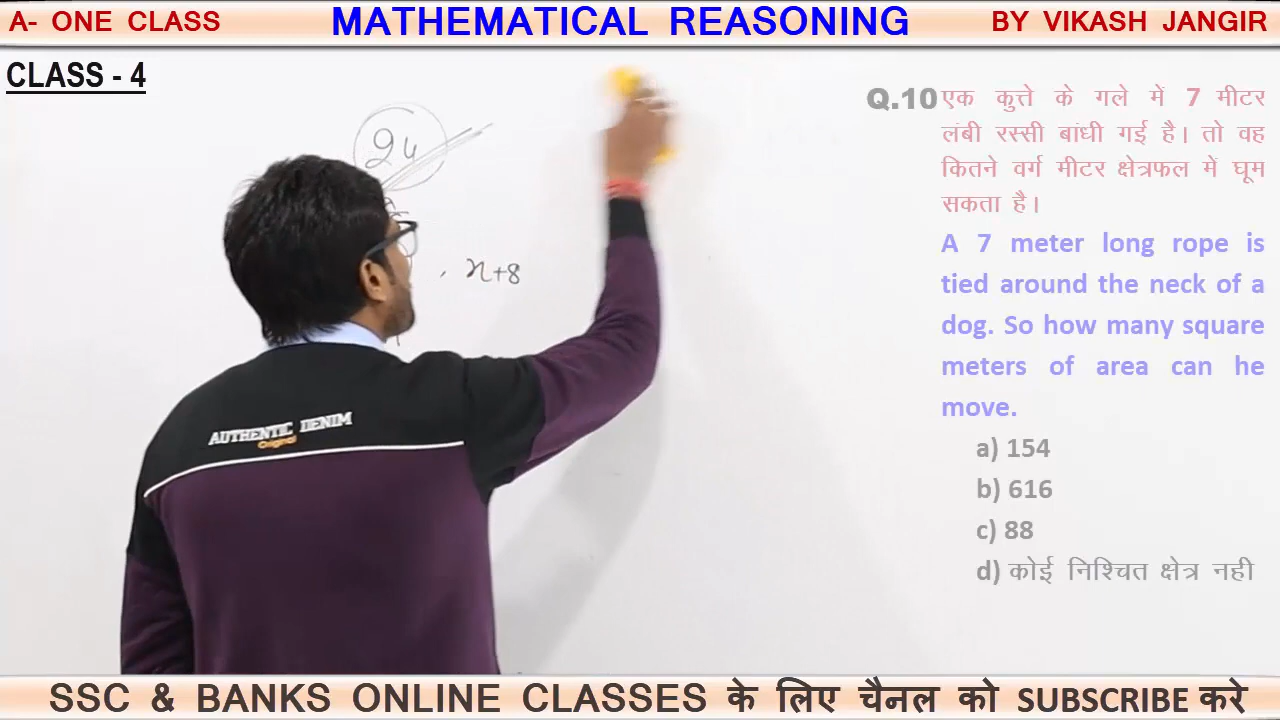 A- ONE CLASS
MATHEMATICAL REASONING
BY VIKASH JANGIR
CLASS - 4
24
, x+8
Q.10 एक कुत्ते के गले में 7 मीटर
लंबी रस्सी बांधी गई है। तो वह
कितने वर्ग मीटर क्षेत्रफल में घूम
सकता है।
A 7 meter long rope is
tied around the neck of a
dog. So how many square
meters of area can he
move.
a) 154
b) 616
c) 88
d) कोई निश्चित क्षेत्र नही
AUTHENTIC DENIM
Original
SSC & BANKS ONLINE CLASSES के लिए चैनल को SUBSCRIBE करे